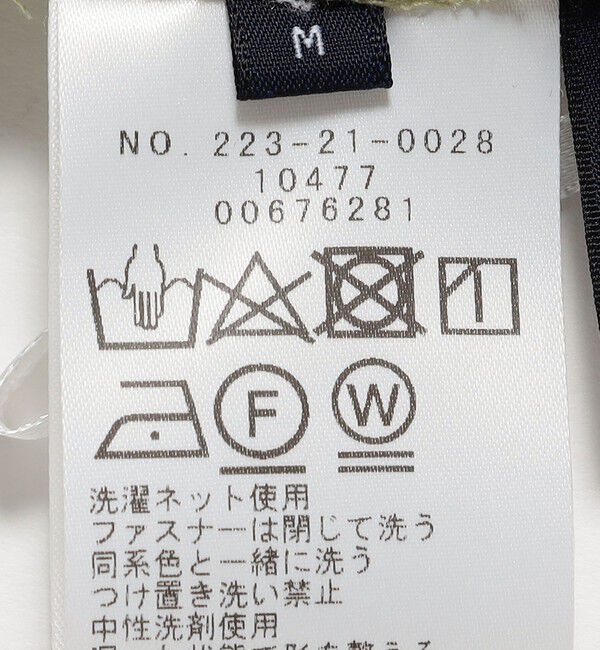 M
NO. 223-21-0028
10477
00676281
F W
洗濯ネット使用
ファスナーは閉じて洗う
同系色と一緒に洗う
つけ置き洗い禁止
中性洗剤使用